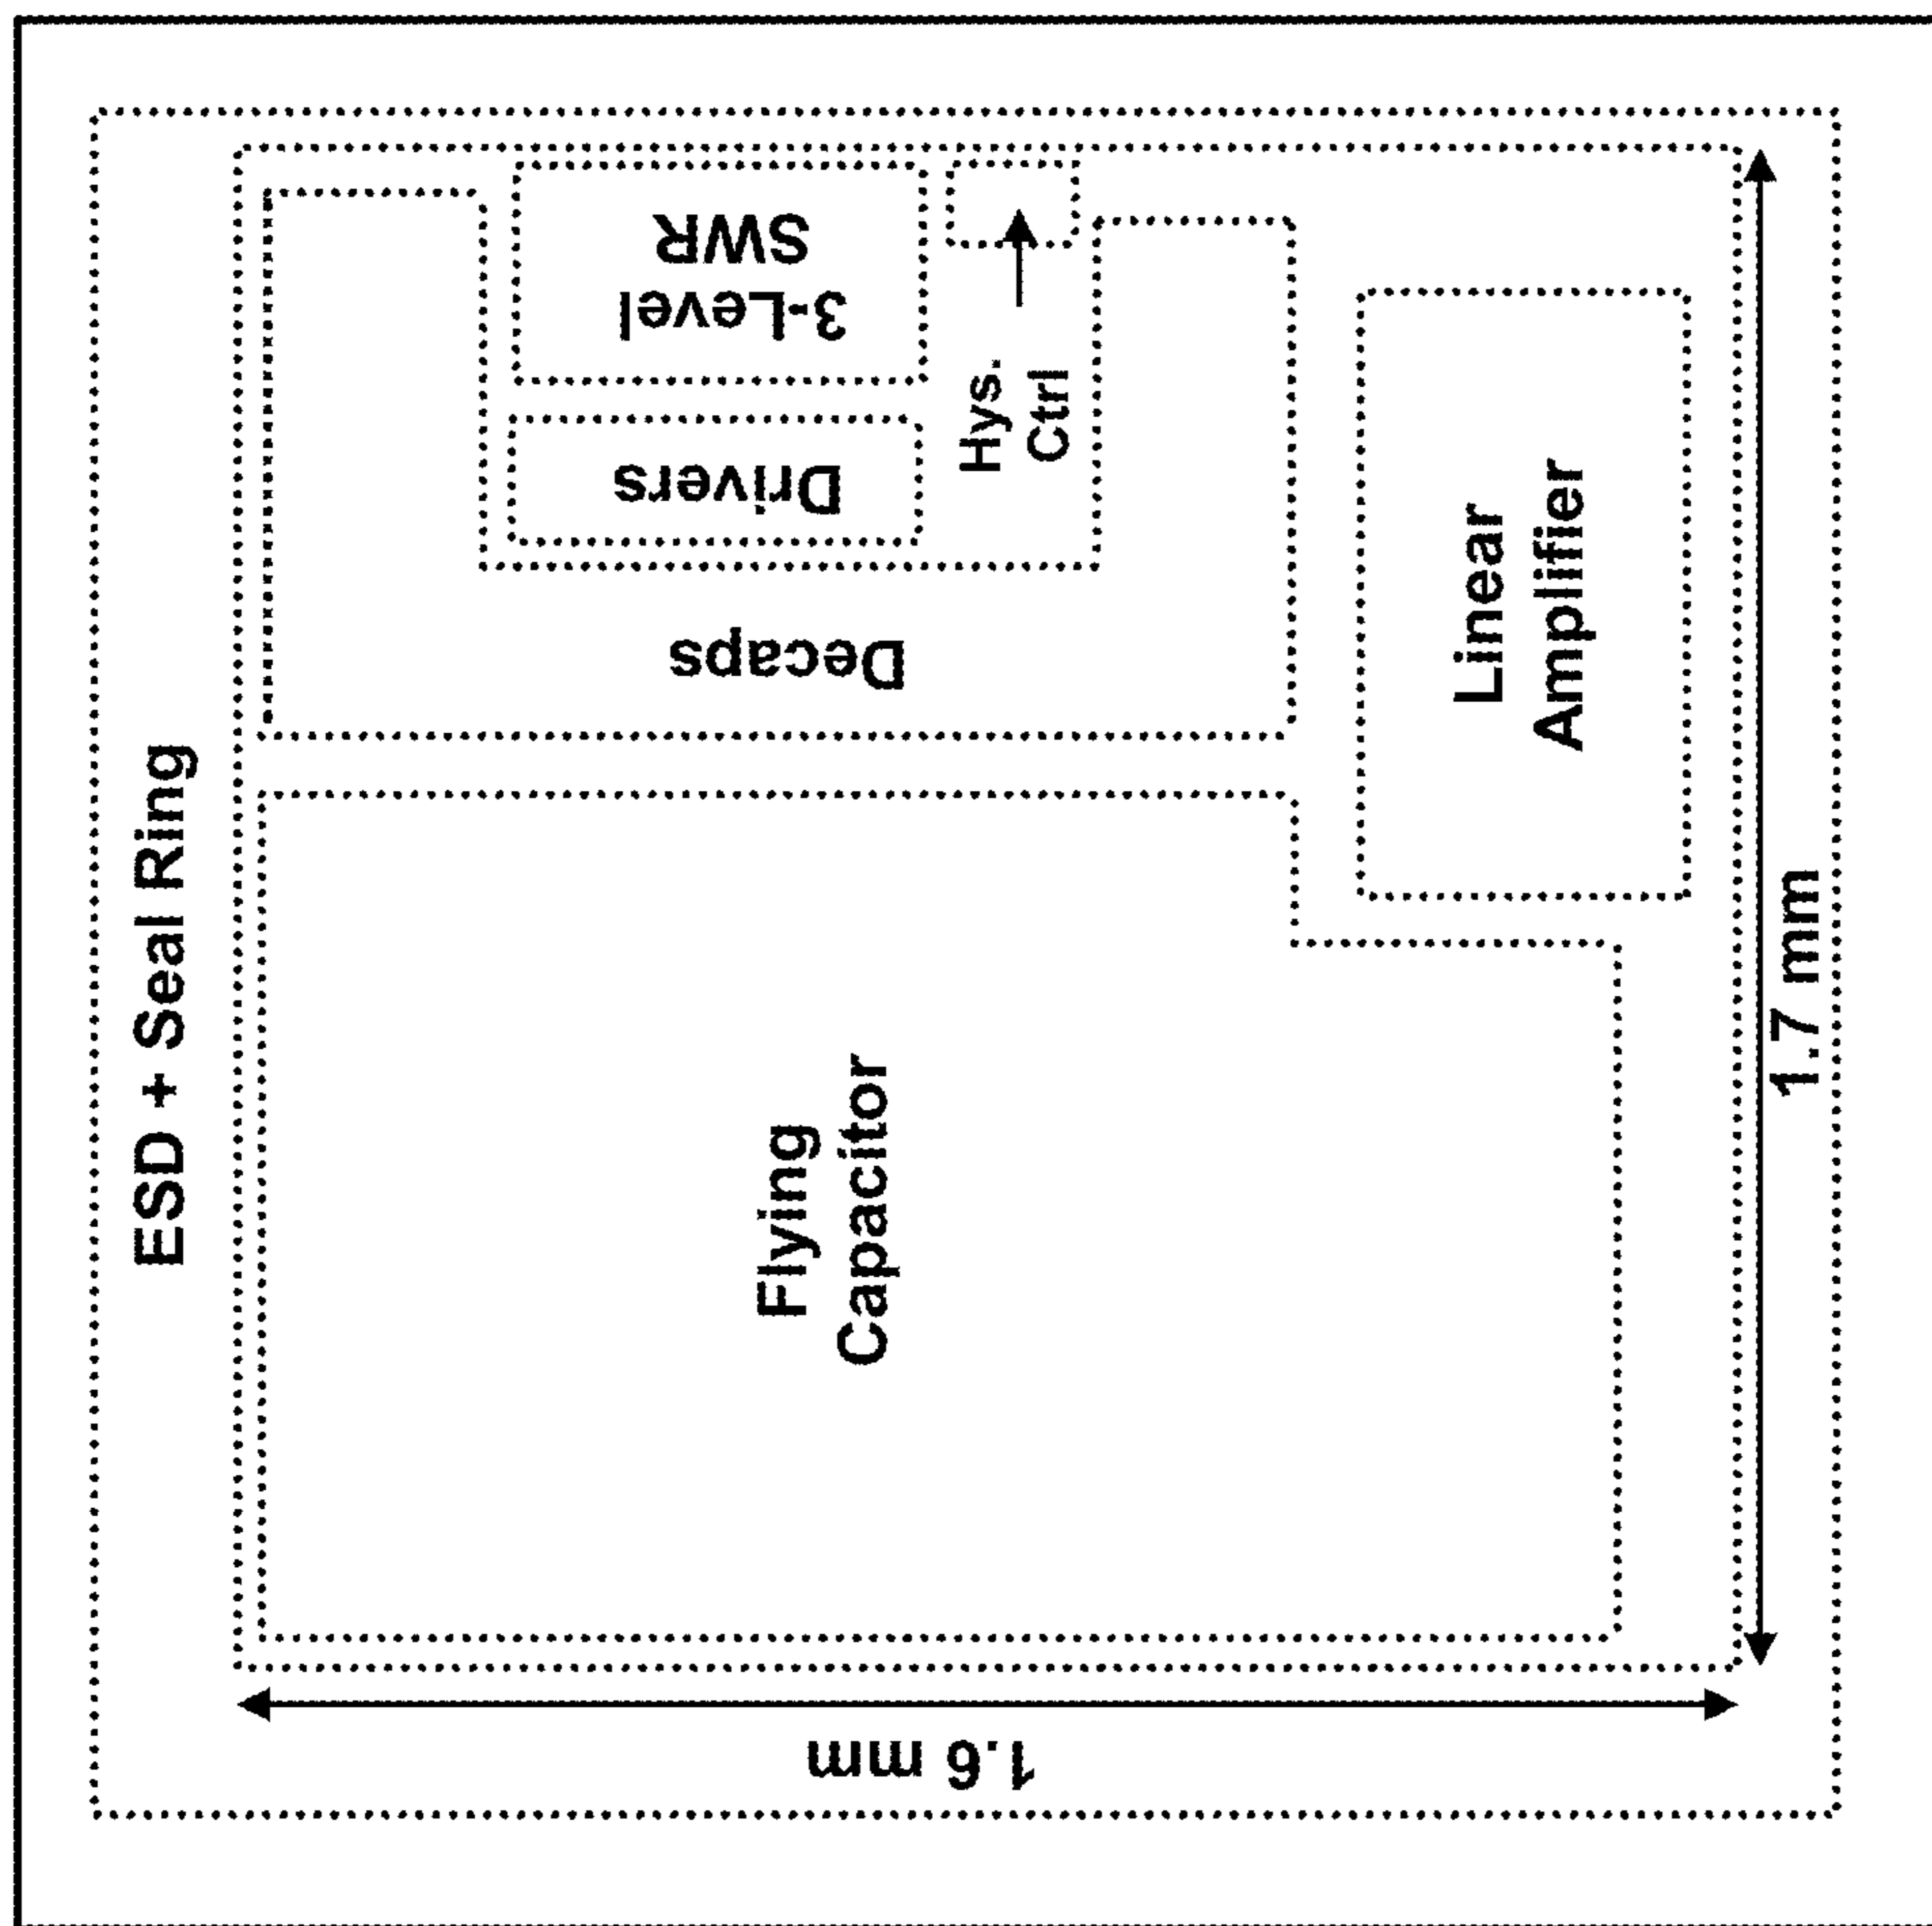 ESD + Seal Ring
3-Level
SWR
Drivers
Hys.
Ctrl
Decaps
Linear
Amplifier
Flying
Capacitor
1.7 mm
1.6 mm